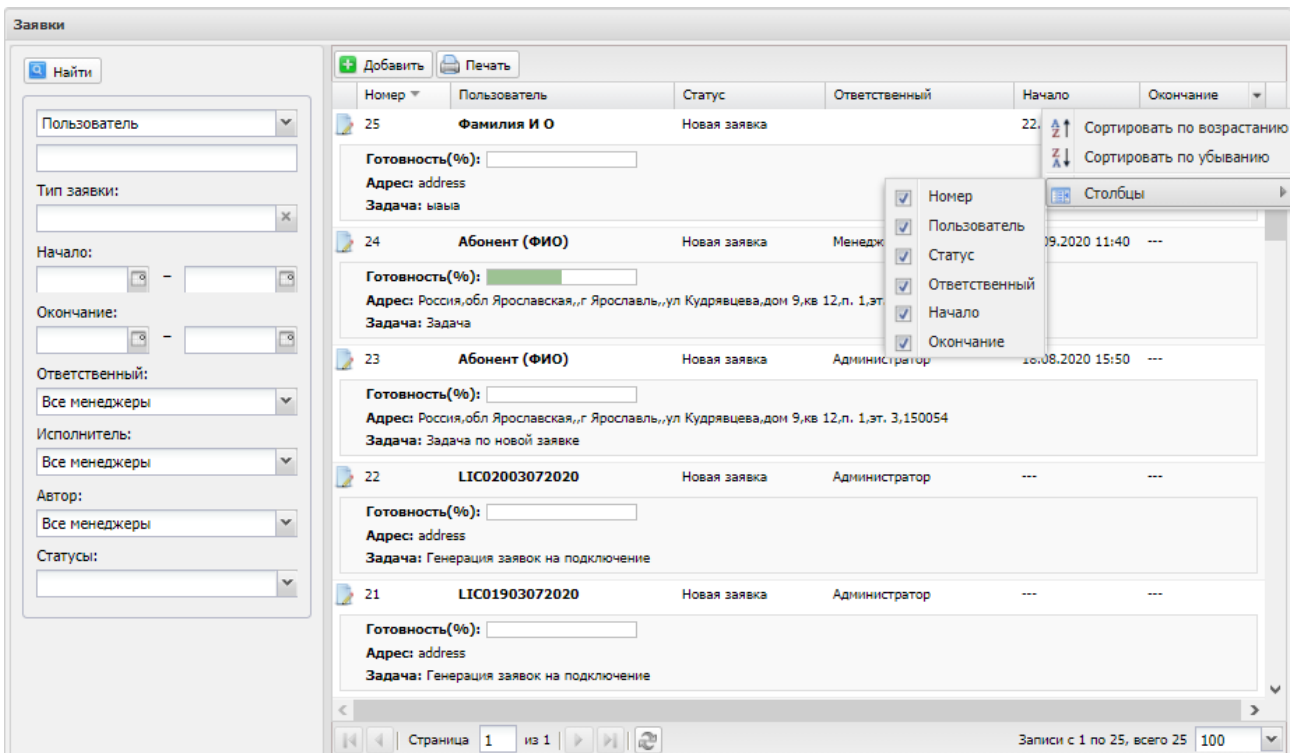 Заявки
Найти
Пользователь
Тип заявки:
Начало:
–
Окончание:
–
Ответственный:
Все менеджеры
Исполнитель:
Все менеджеры
Автор:
Все менеджеры
Статусы:
Добавить Печать
Номер Пользователь Статус Ответственный Начало Окончание
25 Фамилия И О Новая заявка 22.
Готовность(%):
Адрес: address
Задача: ыаыа
Сортировать по возрастанию
Сортировать по убыванию
Столбцы
Номер
Пользователь
Статус
Ответственный
Начало
Окончание
24 Абонент (ФИО) Новая заявка Менедж 09.2020 11:40 ---
Готовность(%):
Адрес: Россия,обл Ярославская,,г Ярославль,,ул Кудрявцева,дом 9,кв 12,п. 1,эт.
Задача: Задача
23 Абонент (ФИО) Новая заявка Администратор 18.08.2020 15:50 ---
Готовность(%):
Адрес: Россия,обл Ярославская,,г Ярославль,,ул Кудрявцева,дом 9,кв 12,п. 1,эт. 3,150054
Задача: Задача по новой заявке
22 LIC02003072020 Новая заявка Администратор --- ---
Готовность(%):
Адрес: address
Задача: Генерация заявок на подключение
21 LIC01903072020 Новая заявка Администратор --- ---
Готовность(%):
Адрес: address
Задача: Генерация заявок на подключение
Страница 1 из 1 Записи с 1 по 25, всего 25 100